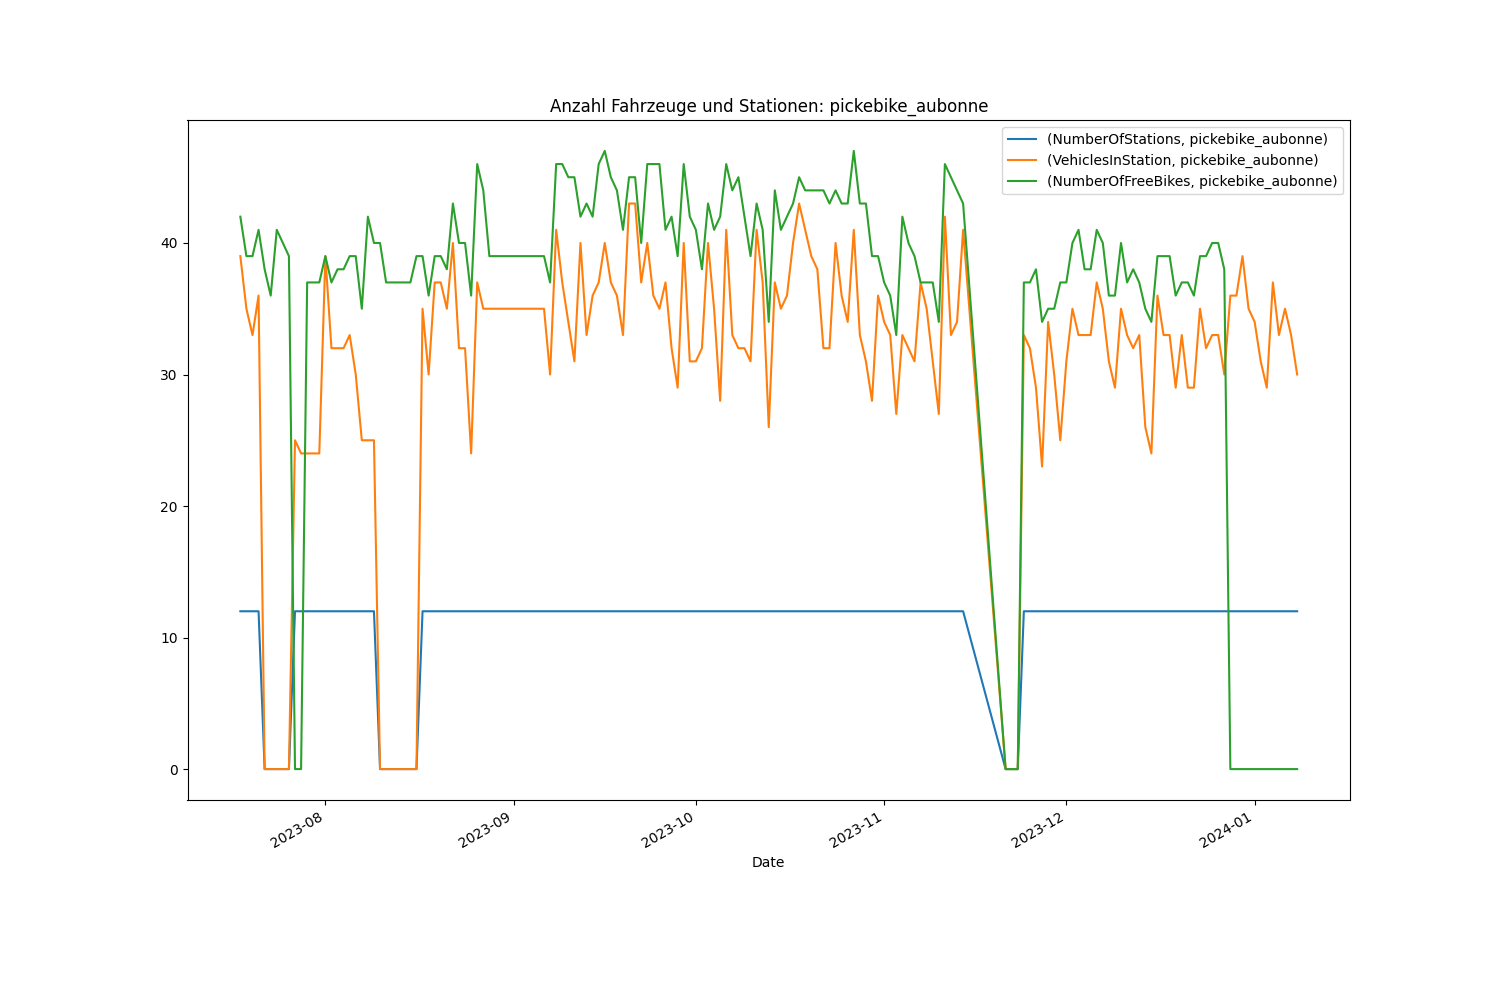 Anzahl Fahrzeuge und Stationen: pickebike_aubonne
(NumberOfStations, pickebike_aubonne)
(VehiclesInStation, pickebike_aubonne)
(NumberOfFreeBikes, pickebike_aubonne)
40
30
20
10
0
2023-08
2023-09
2023-10
2023-11
2023-12
2024-01
Date